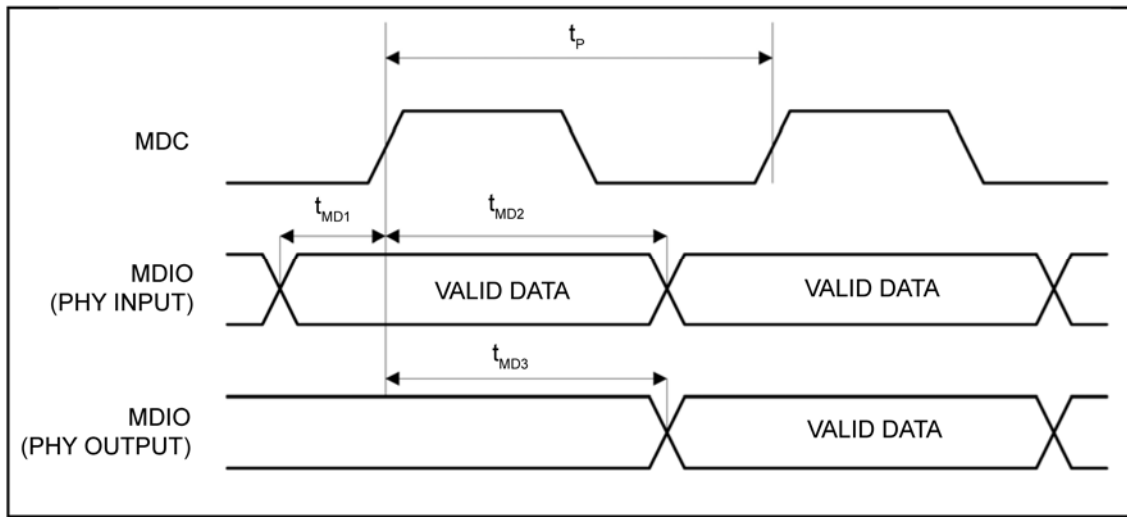 tP
MDC
tMD1
tMD2
MDIO
(PHY INPUT)
VALID DATA
VALID DATA
tMD3
MDIO
(PHY OUTPUT)
VALID DATA